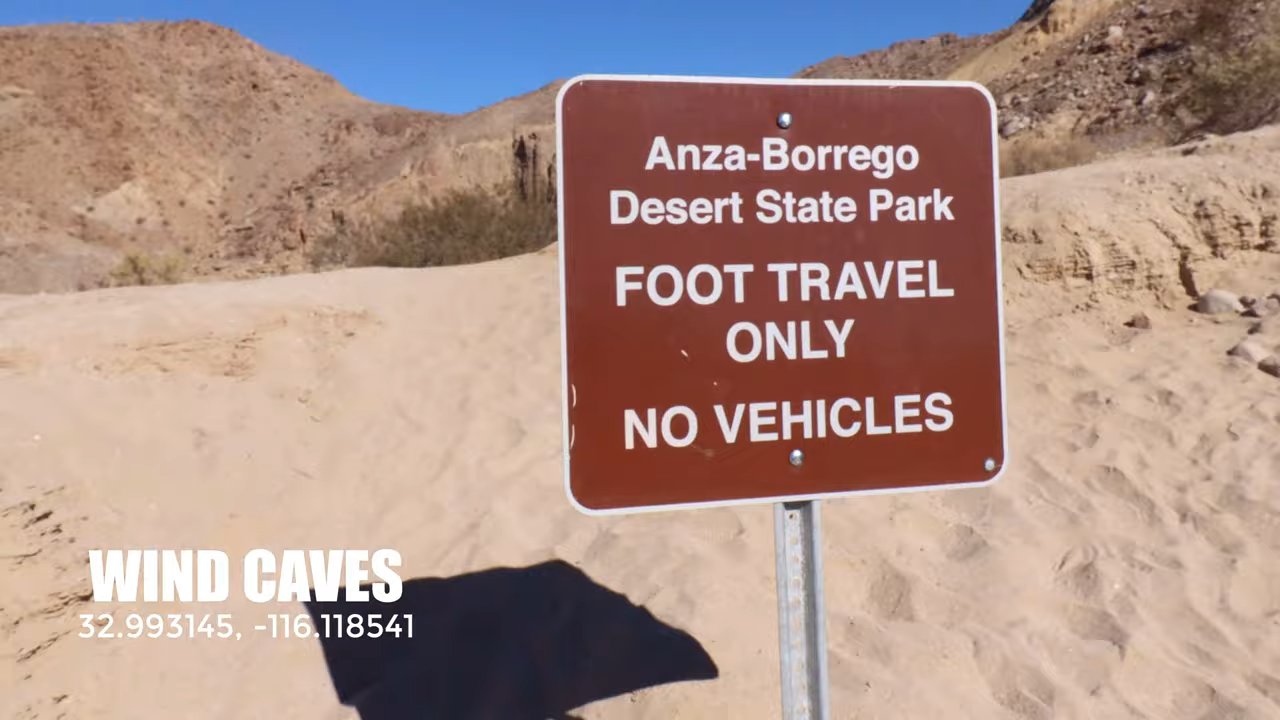 Anza-Borrego
Desert State Park
FOOT TRAVEL
ONLY
NO VEHICLES
WIND CAVES
32.993145, -116.118541